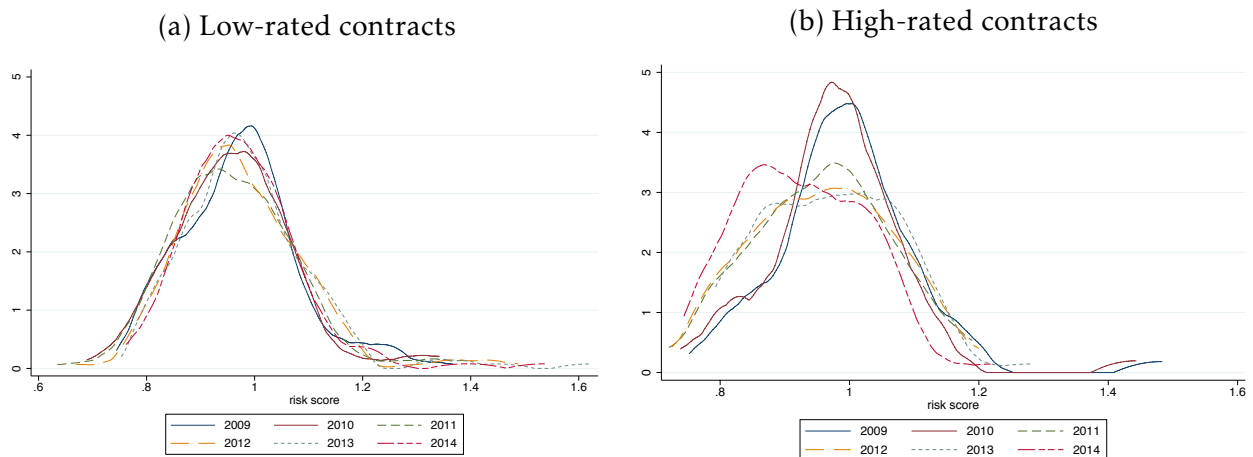 (a) Low-rated contracts
0 1 2 3 4 5
.6 .8 1 1.2 1.4 1.6
risk score
2009 2010 2011
2012 2013 2014
(b) High-rated contracts
0 1 2 3 4 5
.8 1 1.2 1.4 1.6
risk score
2009 2010 2011
2012 2013 2014